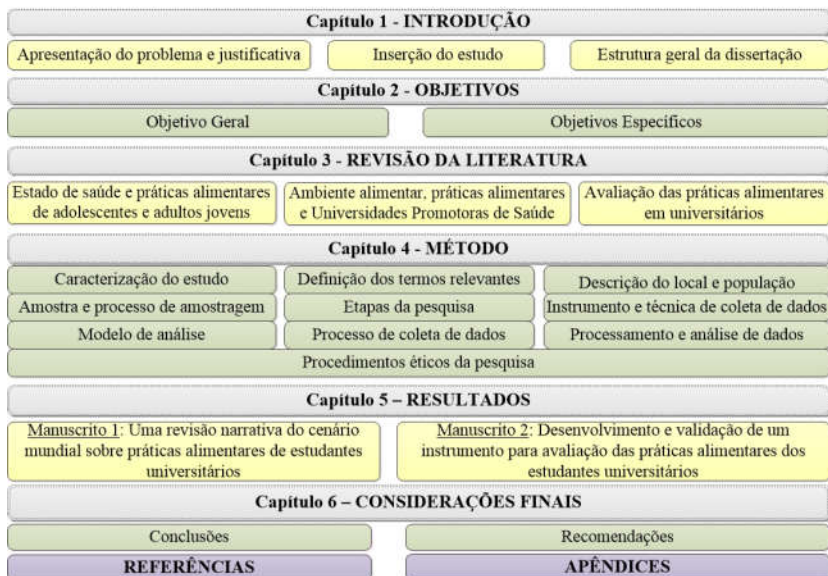 Capítulo 1 - INTRODUÇÃO
Apresentação do problema e justificativa
Inserção do estudo
Estrutura geral da dissertação
Capítulo 2 - OBJETIVOS
Objetivo Geral
Objetivos Específicos
Capítulo 3 - REVISÃO DA LITERATURA
Estado de saúde e práticas alimentares
de adolescentes e adultos jovens
Ambiente alimentar, práticas alimentares
e Universidades Promotoras de Saúde
Avaliação das práticas alimentares
em universitários
Capítulo 4 - MÉTODO
Caracterização do estudo
Definição dos termos relevantes
Descrição do local e população
Amostra e processo de amostragem
Etapas da pesquisa
Instrumento e técnica de coleta de dados
Modelo de análise
Processo de coleta de dados
Processamento e análise de dados
Procedimentos éticos da pesquisa
Capítulo 5 – RESULTADOS
Manuscrito 1: Uma revisão narrativa do cenário
mundial sobre práticas alimentares de estudantes
universitários
Manuscrito 2: Desenvolvimento e validação de um
instrumento para avaliação das práticas alimentares dos
estudantes universitários
Capítulo 6 – CONSIDERAÇÕES FINAIS
Conclusões
Recomendações
REFERÊNCIAS
APÊNDICES